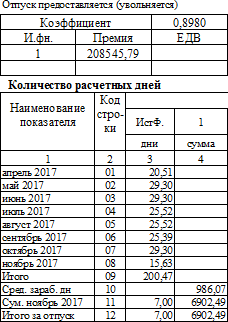 Отпуск предоставляется (увольняется)
Коэффициент 0,8980
И.фн. Премия ЕДВ
1 208545,79
Количество расчетных дней
Наименование показателя Код стро-ки ИстФ. 1
дни сумма
1 2 3 4
апрель 2017 01 20,51
май 2017 02 29,30
июнь 2017 03 29,30
июль 2017 04 25,52
август 2017 05 25,52
сентябрь 2017 06 25,39
октябрь 2017 07 29,30
ноябрь 2017 08 15,63
Итого 09 200,47
Сред. зараб. дн 10 986,07
Сум. ноябрь 2017 11 7,00 6902,49
Итого за отпуск 12 7,00 6902,49